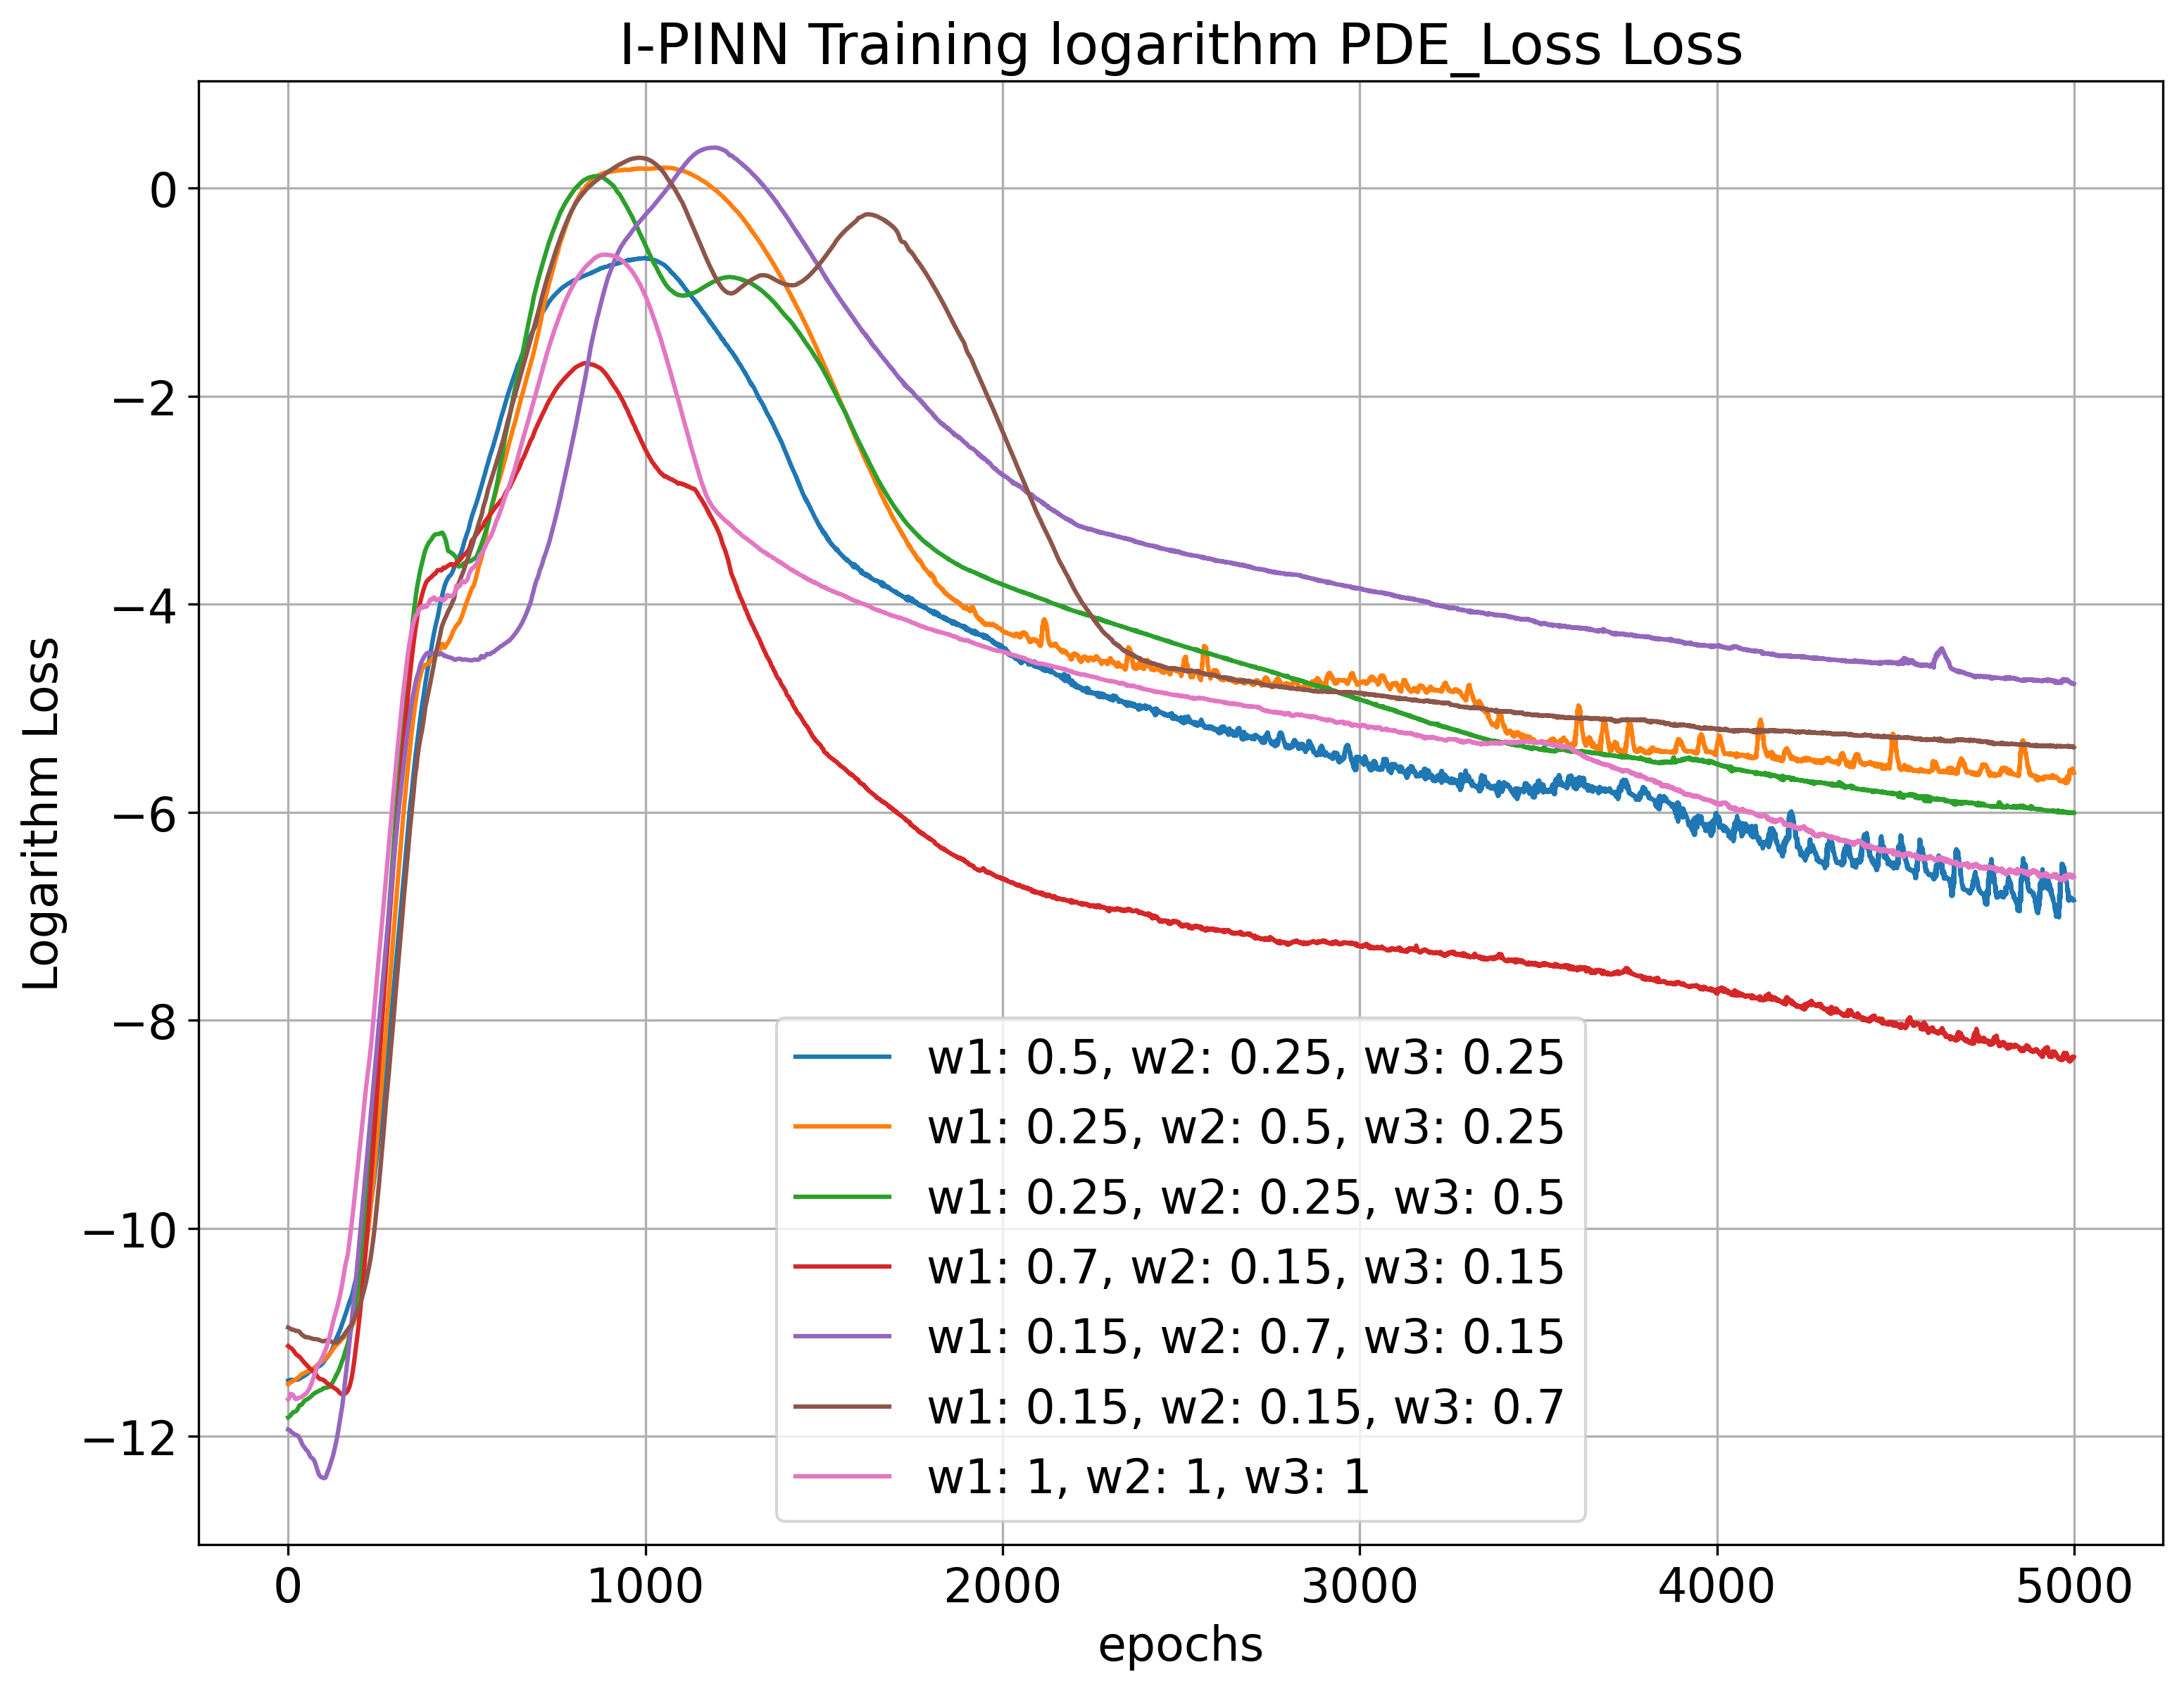 I-PINN Training logarithm PDE_Loss Loss
Logarithm Loss
0
−2
−4
−6
−8
−10
−12
w1: 0.5, w2: 0.25, w3: 0.25
w1: 0.25, w2: 0.5, w3: 0.25
w1: 0.25, w2: 0.25, w3: 0.5
w1: 0.7, w2: 0.15, w3: 0.15
w1: 0.15, w2: 0.7, w3: 0.15
w1: 0.15, w2: 0.15, w3: 0.7
w1: 1, w2: 1, w3: 1
0 1000 2000 3000 4000 5000
epochs